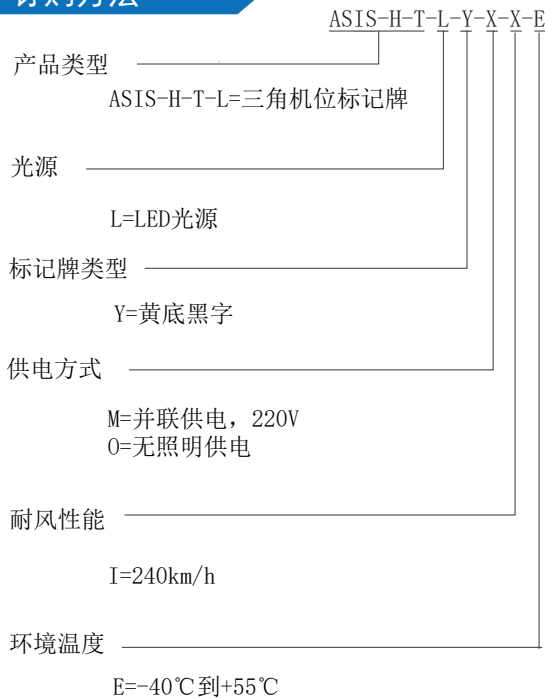 订购方法
ASIS-H-T-L-Y-X-X-E
产品类型
ASIS-H-T-L=三角机位标记牌
光源
L=LED光源
标记牌类型
Y=黄底黑字
供电方式
M=并联供电，220V
O=无照明供电
耐风性能
I=240km/h
环境温度
E=-40℃到+55℃